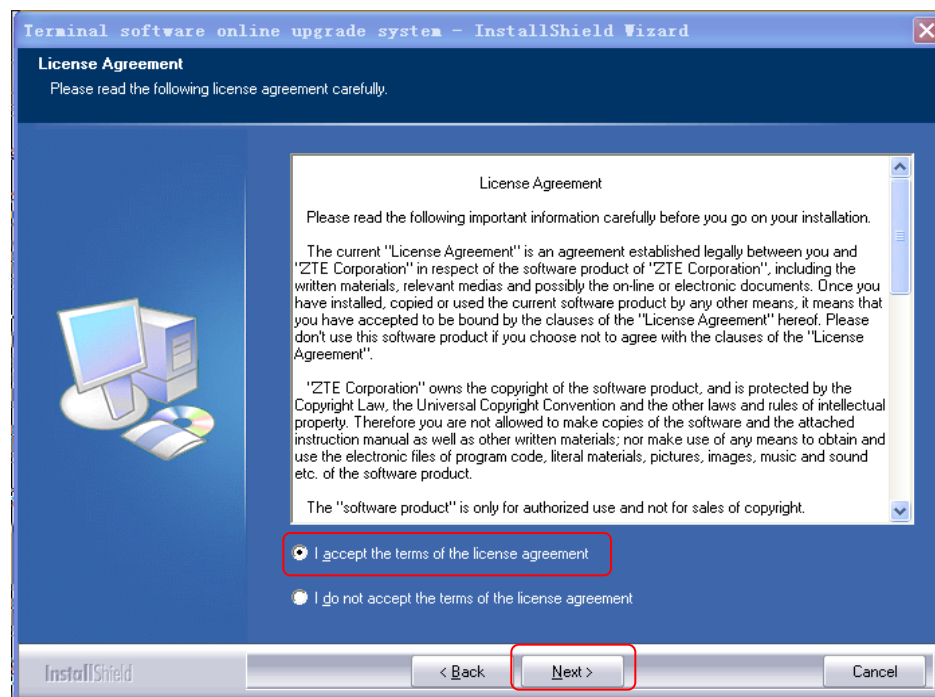 Terminal software online upgrade system - InstallShield Wizard
License Agreement
Please read the following license agreement carefully.
License Agreement
Please read the following important information carefully before you go on your installation.
The current "License Agreement" is an agreement established legally between you and
"ZTE Corporation" in respect of the software product of "ZTE Corporation", including the
written materials, relevant medias and possibly the on-line or electronic documents. Once you
have installed, copied or used the current software product by any other means, it means that
you have accepted to be bound by the clauses of the "License Agreement" hereof. Please
don't use this software product if you choose not to agree with the clauses of the "License
Agreement".
"ZTE Corporation" owns the copyright of the software product, and is protected by the
Copyright Law, the Universal Copyright Convention and the other laws and rules of intellectual
property. Therefore you are not allowed to make copies of the software and the attached
instruction manual as well as other written materials; nor make use of any means to obtain and
use the electronic files of program code, literal materials, pictures, images, music and sound
etc. of the software product.
The "software product" is only for authorized use and not for sales of copyright.
I accept the terms of the license agreement
I do not accept the terms of the license agreement
InstallShield
< Back
Next >
Cancel